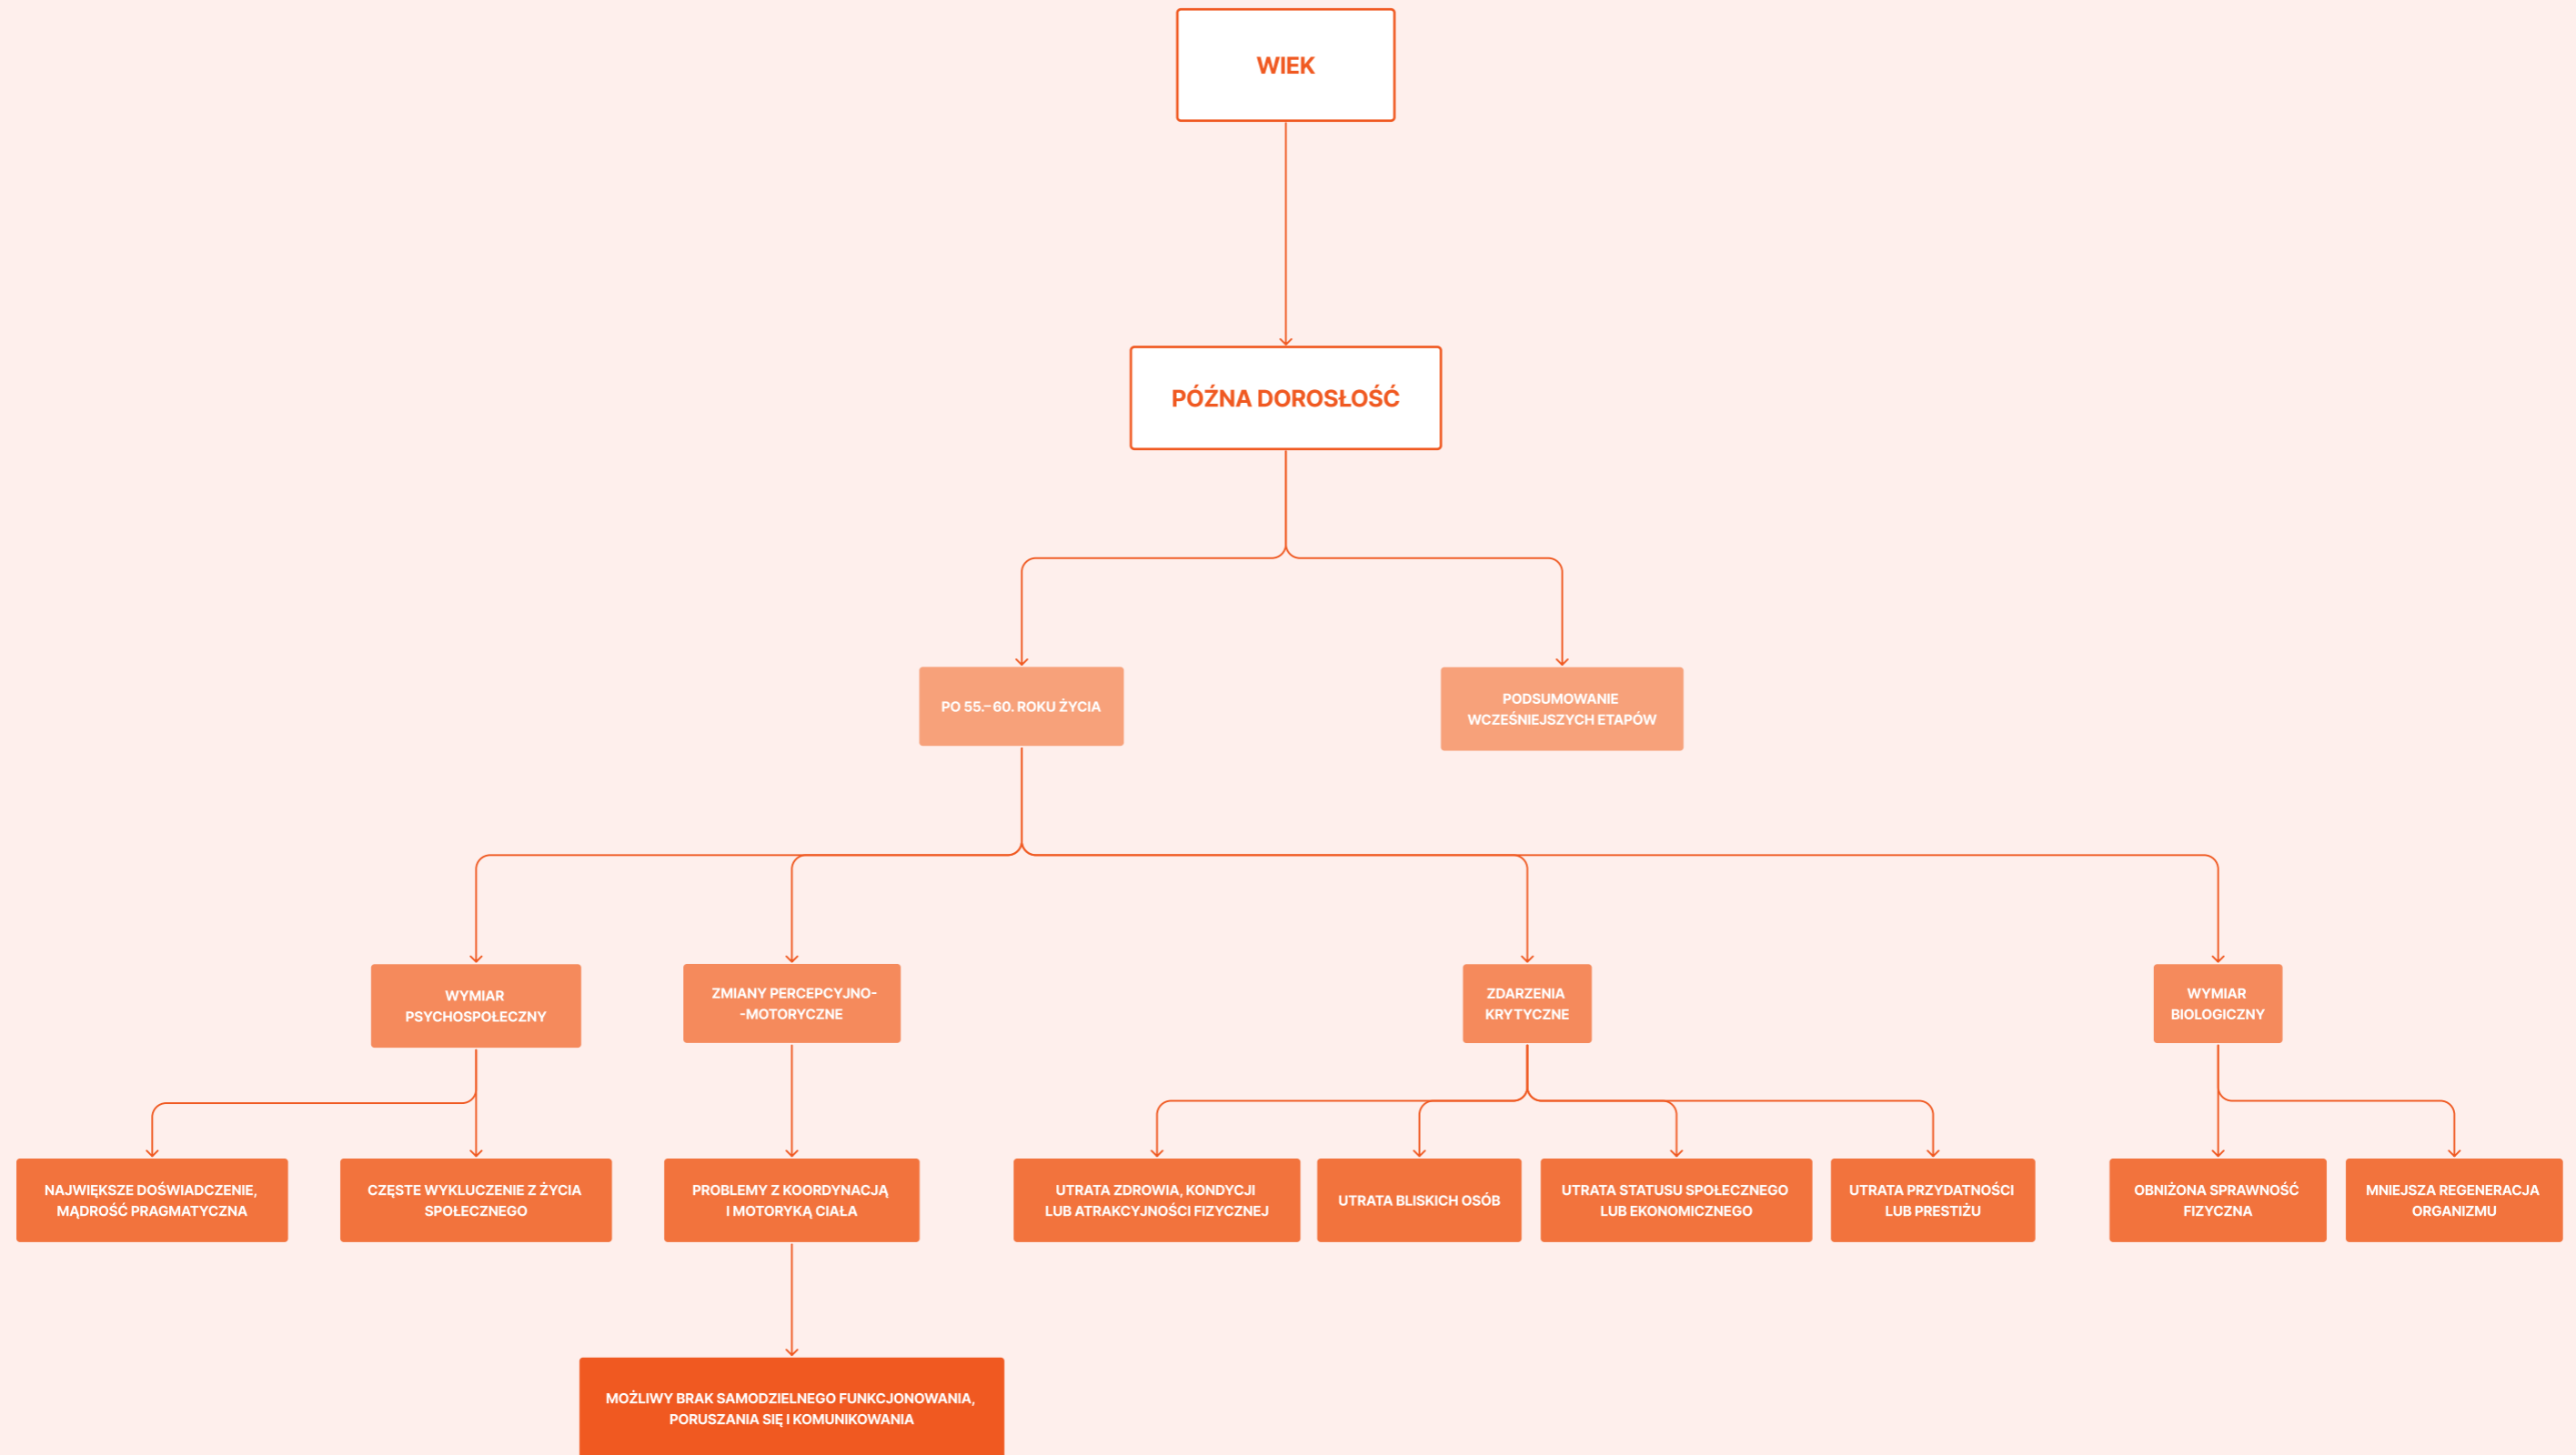 WIEK
PÓŹNA DOROSŁOŚĆ
PO 55.–60. ROKU ŻYCIA
PODSUMOWANIE
WCZEŚNIEJSZYCH ETAPÓW
WYMIAR
PSYCHOSPOŁECZNY
ZMIANY PERCEPCYJNO-
-MOTORYCZNE
ZDARZENIA
KRYTYCZNE
WYMIAR
BIOLOGICZNY
NAJWIĘKSZE DOŚWIADCZENIE,
MĄDROŚĆ PRAGMATYCZNA
CZĘSTE WYKLUCZENIE Z ŻYCIA
SPOŁECZNEGO
PROBLEMY Z KOORDYNACJĄ
I MOTORYKĄ CIAŁA
UTRATA ZDROWIA, KONDYCJI
LUB ATRAKCYJNOŚCI FIZYCZNEJ
UTRATA BLISKICH OSÓB
UTRATA STATUSU SPOŁECZNEGO
LUB EKONOMICZNEGO
UTRATA PRZYDATNOŚCI
LUB PRESTIŻU
OBNIŻONA SPRAWNOŚĆ
FIZYCZNA
MNIEJSZA REGENERACJA
ORGANIZMU
MOŻLIWY BRAK SAMODZIELNEGO FUNKCJONOWANIA,
PORUSZANIA SIĘ I KOMUNIKOWANIA